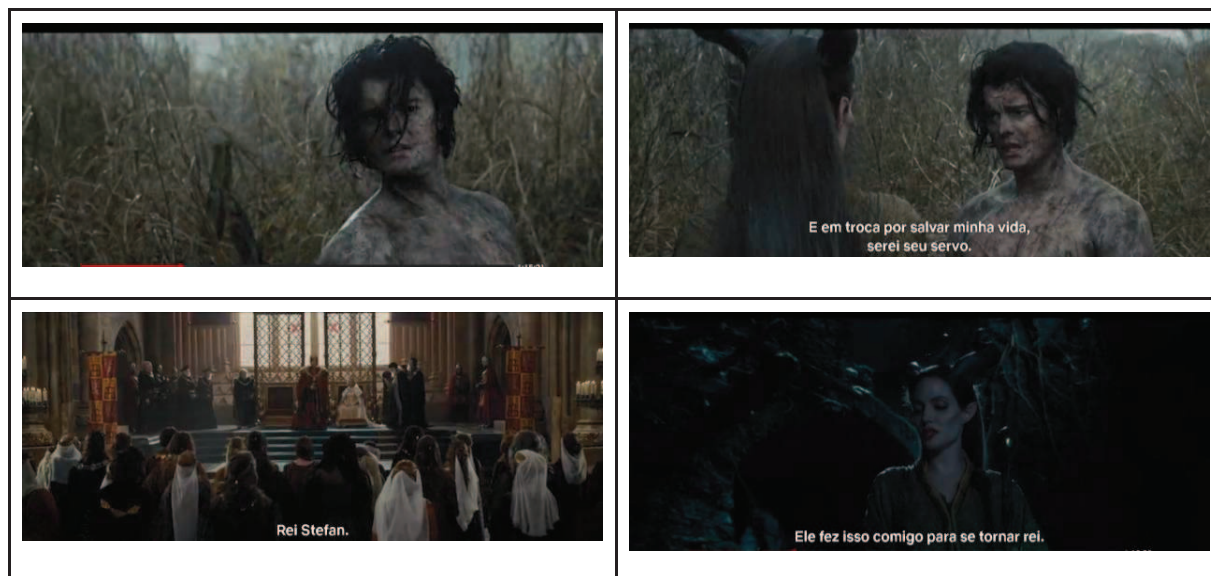 E em troca por salvar minha vida,
serei seu servo.
Rei Stefan.
Ele fez isso comigo para se tornar rei.